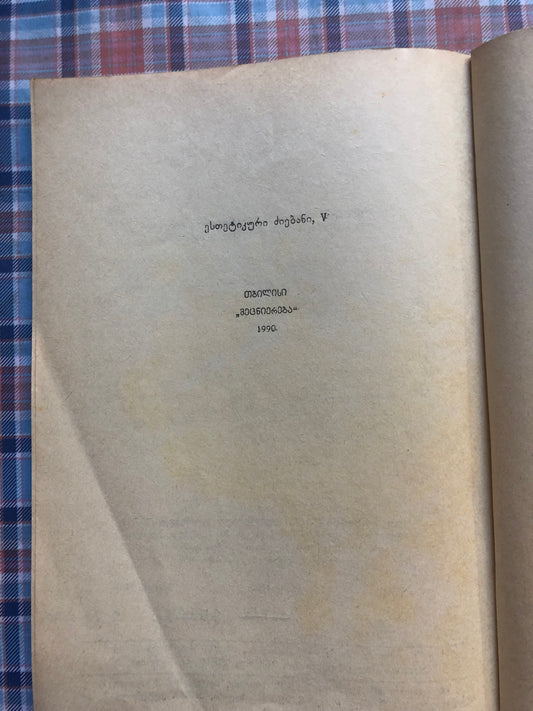 ესთეტიკური ძიებანი, V
თბილისი
„მეცნიერება“
1990